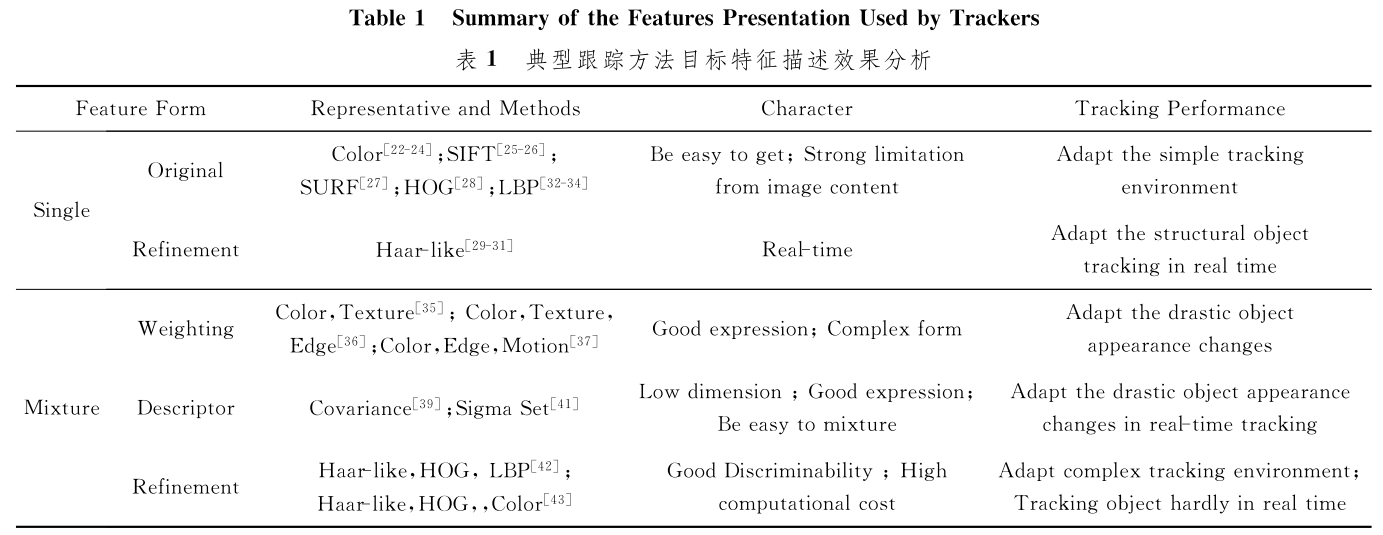 Table 1 Summary of the Features Presentation Used by Trackers
表 1 典型跟踪方法目标特征描述效果分析
Feature Form Representative and Methods Character Tracking Performance
Single
Original
Color[22-24];SIFT[25-26];
SURF[27];HOG[28];LBP[32-34]
Be easy to get; Strong limitation
from image content
Adapt the simple tracking
environment
Refinement
Haar-like[29-31]
Real-time
Adapt the structural object
tracking in real time
Mixture
Weighting
Color,Texture[35]; Color,Texture,
Edge[36];Color,Edge,Motion[37]
Good expression; Complex form
Adapt the drastic object
appearance changes
Descriptor
Covariance[39];Sigma Set[41]
Low dimension ; Good expression;
Be easy to mixture
Adapt the drastic object appearance
changes in real-time tracking
Refinement
Haar-like,HOG, LBP[42];
Haar-like,HOG,,Color[43]
Good Discriminability ; High
computational cost
Adapt complex tracking environment;
Tracking object hardly in real time